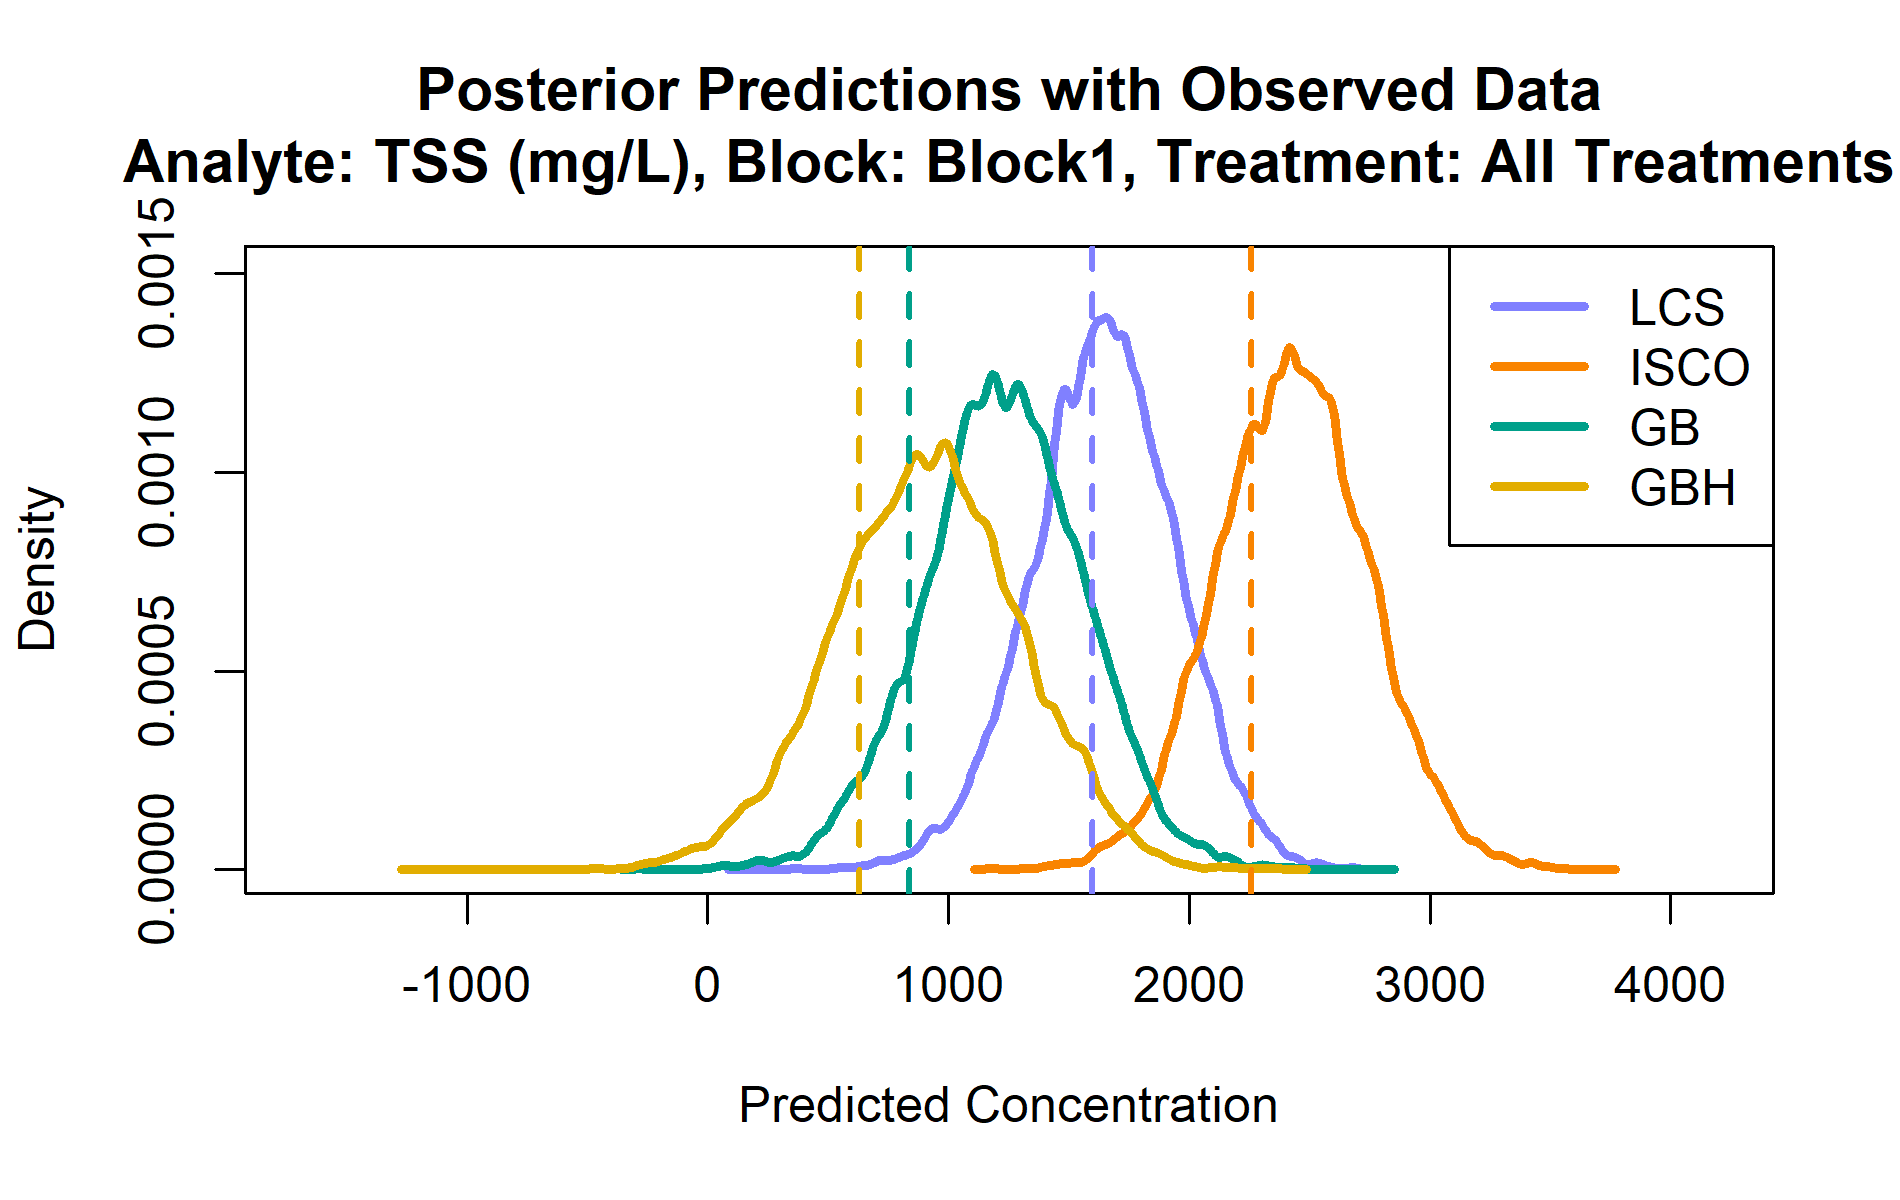 Posterior Predictions with Observed Data
Analyte: TSS (mg/L), Block: Block1, Treatment: All Treatments
0.0015
0.0010
0.0005
0.0000
Density
LCS
ISCO
GB
GBH
-1000 0 1000 2000 3000 4000
Predicted Concentration